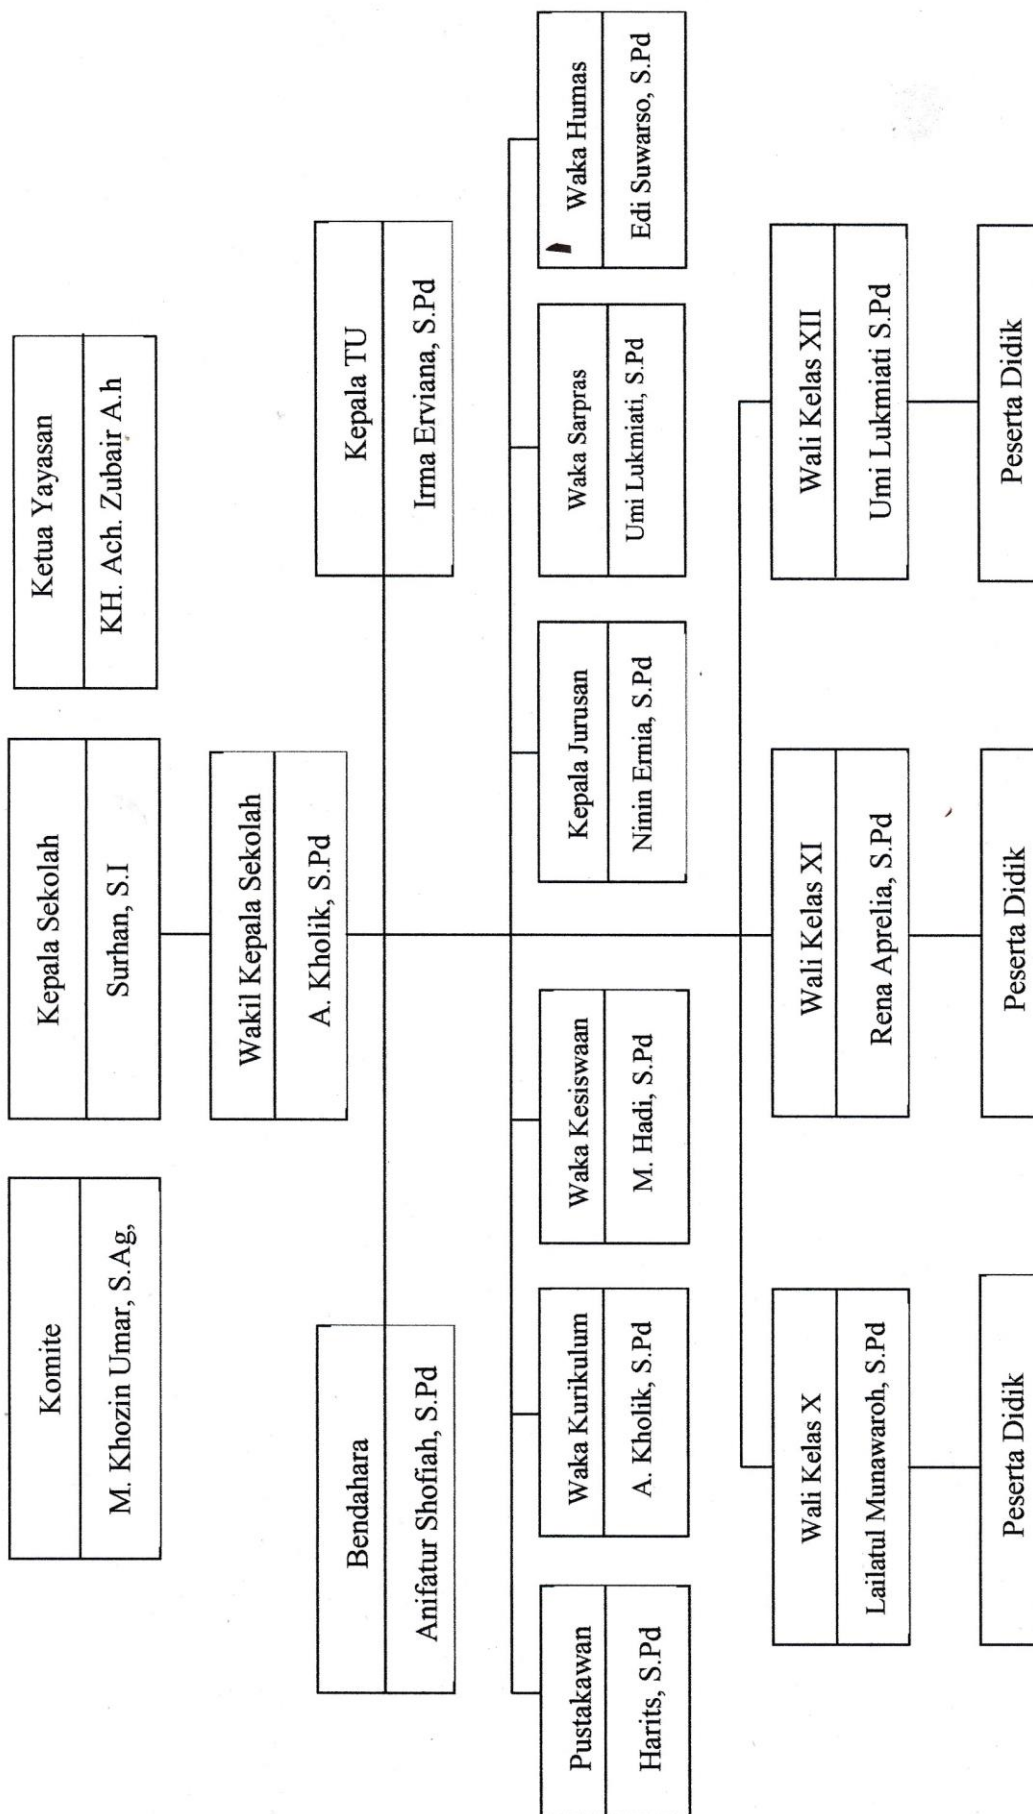 Komite
M. Khozin Umar, S.Ag,
Kepala Sekolah
Surhan, S.I
Ketua Yayasan
KH. Ach. Zubair A.h
Wakil Kepala Sekolah
A. Kholik, S.Pd
Bendahara
Anifatur Shofiah, S.Pd
Kepala TU
Irma Erviana, S.Pd
Pustakawan
Harits, S.Pd
Waka Kurikulum
A. Kholik, S.Pd
Waka Kesiswaan
M. Hadi, S.Pd
Kepala Jurusan
Ninin Ernia, S.Pd
Waka Sarpras
Umi Lukmiati, S.Pd
Waka Humas
Edi Suwarso, S.Pd
Wali Kelas X
Lailatul Munawaroh, S.Pd
Wali Kelas XI
Rena Aprelia, S.Pd
Wali Kelas XII
Umi Lukmiati S.Pd
Peserta Didik
Peserta Didik
Peserta Didik